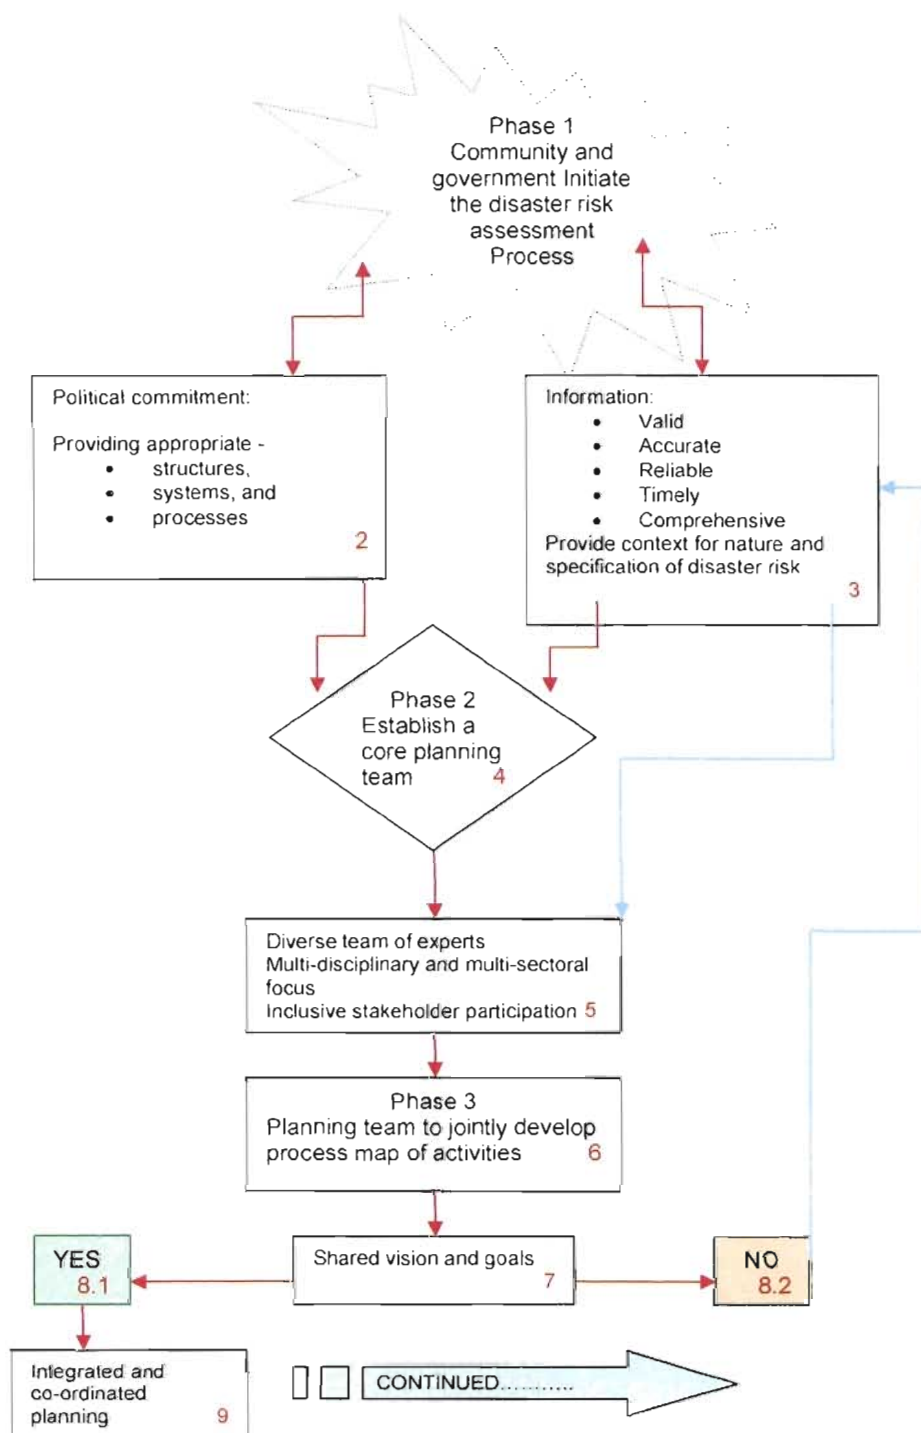 Phase 1
Community and
government Initiate
the disaster risk
assessment
Process
Political commitment:
Providing appropriate -
• structures,
• systems, and
• processes
2
Information:
• Valid
• Accurate
• Reliable
• Timely
• Comprehensive
Provide context for nature and
specification of disaster risk
3
Phase 2
Establish a
core planning
team 4
Diverse team of experts
Multi-disciplinary and multi-sectoral
focus
Inclusive stakeholder participation 5
Phase 3
Planning team to jointly develop
process map of activities 6
YES
8.1
Shared vision and goals
7
NO
8.2
Integrated and
co-ordinated
planning 9
CONTINUED...........